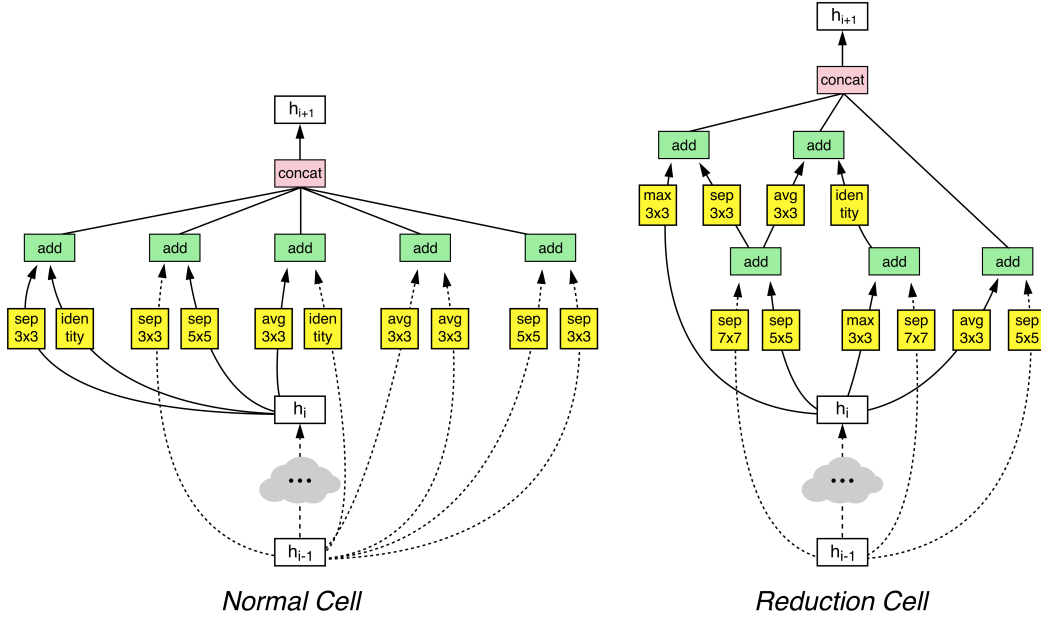 h_{i+1}
concat
add add add add add
sep 3x3
iden tity
sep 3x3
sep 5x5
avg 3x3
iden tity
avg 3x3
avg 3x3
sep 5x5
sep 3x3
h_i
...
h_{i-1}
Normal Cell
h_{i+1}
concat
add add
max 3x3
sep 3x3
avg 3x3
iden tity
add add add
sep 7x7
sep 5x5
max 3x3
sep 7x7
avg 3x3
sep 5x5
h_i
...
h_{i-1}
Reduction Cell